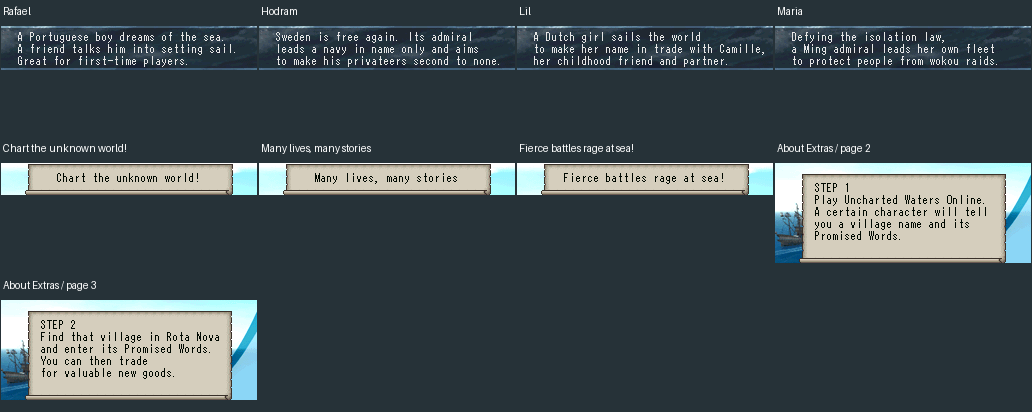 Rafael
A Portuguese boy dreams of the sea.
A friend talks him into setting sail.
Great for first-time players.
Hodram
Sweden is free again. Its admiral
leads a navy in name only and aims
to make his privateers second to none.
Lil
A Dutch girl sails the world
to make her name in trade with Camille,
her childhood friend and partner.
Maria
Defying the isolation law,
a Ming admiral leads her own fleet
to protect people from wokou raids.
Chart the unknown world!
Chart the unknown world!
Many lives, many stories
Many lives, many stories
Fierce battles rage at sea!
Fierce battles rage at sea!
About Extras / page 2
STEP 1
Play Uncharted Waters Online.
A certain character will tell
you a village name and its
Promised Words.
About Extras / page 3
STEP 2
Find that village in Rota Nova
and enter its Promised Words.
You can then trade
for valuable new goods.